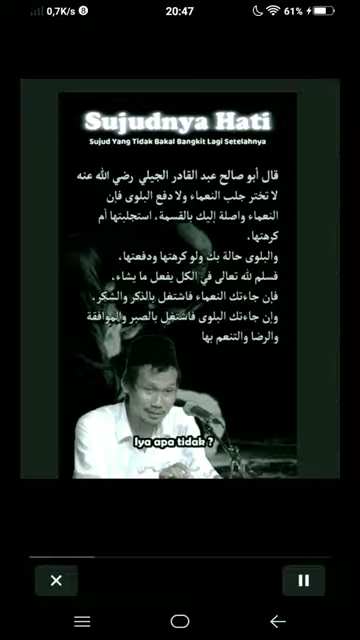 0,7K/s 8
20:47
61%
Sujudnya Hati
Sujud Yang Tidak Bakal Bangkit Lagi Setelahnya
قال أبو صالح عبد القادر الجيلي رضي الله عنه
لا تختر جلب النعماء ولا دفع البلوى فإن
النعماء واصلة إليك بالقسمة، استجلبتها أم
كرهتها،
والبلوى حالة بك ولو كرهتها ودفعتها،
فسلم لله تعالى في الكل يفعل ما يشاء،
فإن جاءتك النعماء فاشتغل بالذكر والشكر،
وإن جاءتك البلوى فاشتغل بالصبر والموافقة
والرضا والتنعم بها
Iya apa tidak ?